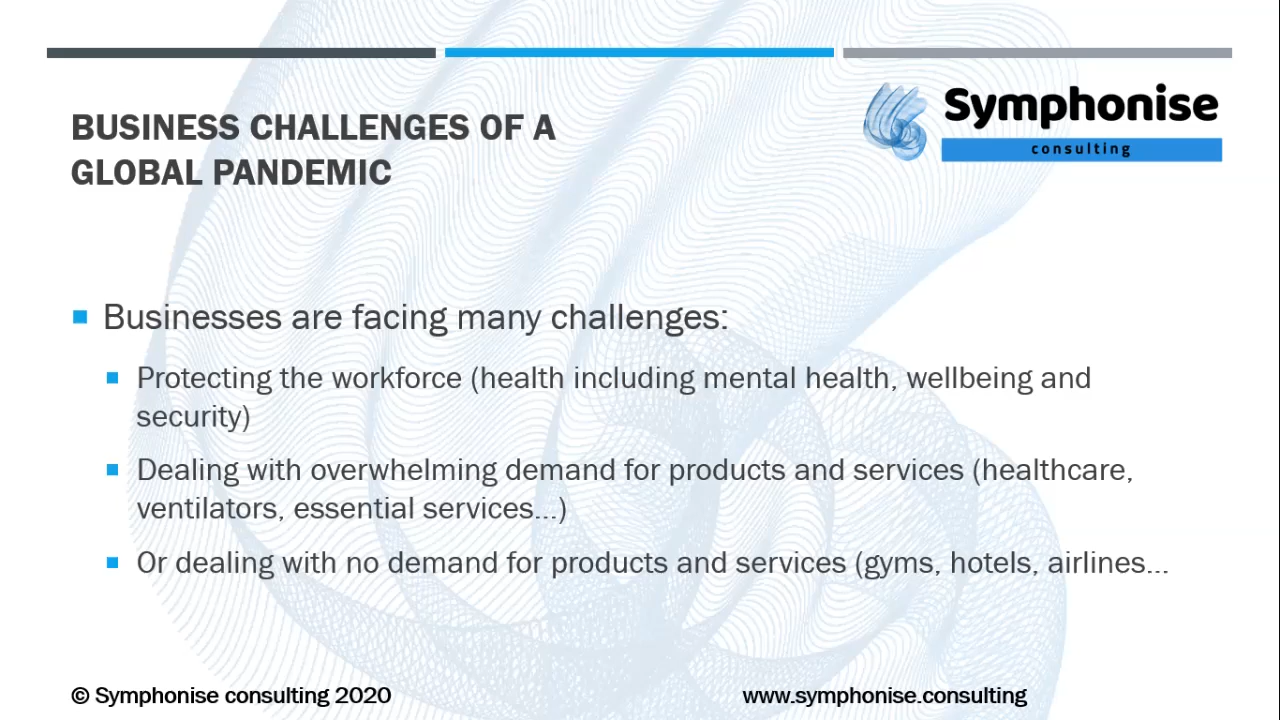 Symphonise
consulting
BUSINESS CHALLENGES OF A
GLOBAL PANDEMIC
Businesses are facing many challenges:
Protecting the workforce (health including mental health, wellbeing and
security)
Dealing with overwhelming demand for products and services (healthcare,
ventilators, essential services...)
Or dealing with no demand for products and services (gyms, hotels, airlines...
© Symphonise consulting 2020
www.symphonise.consulting